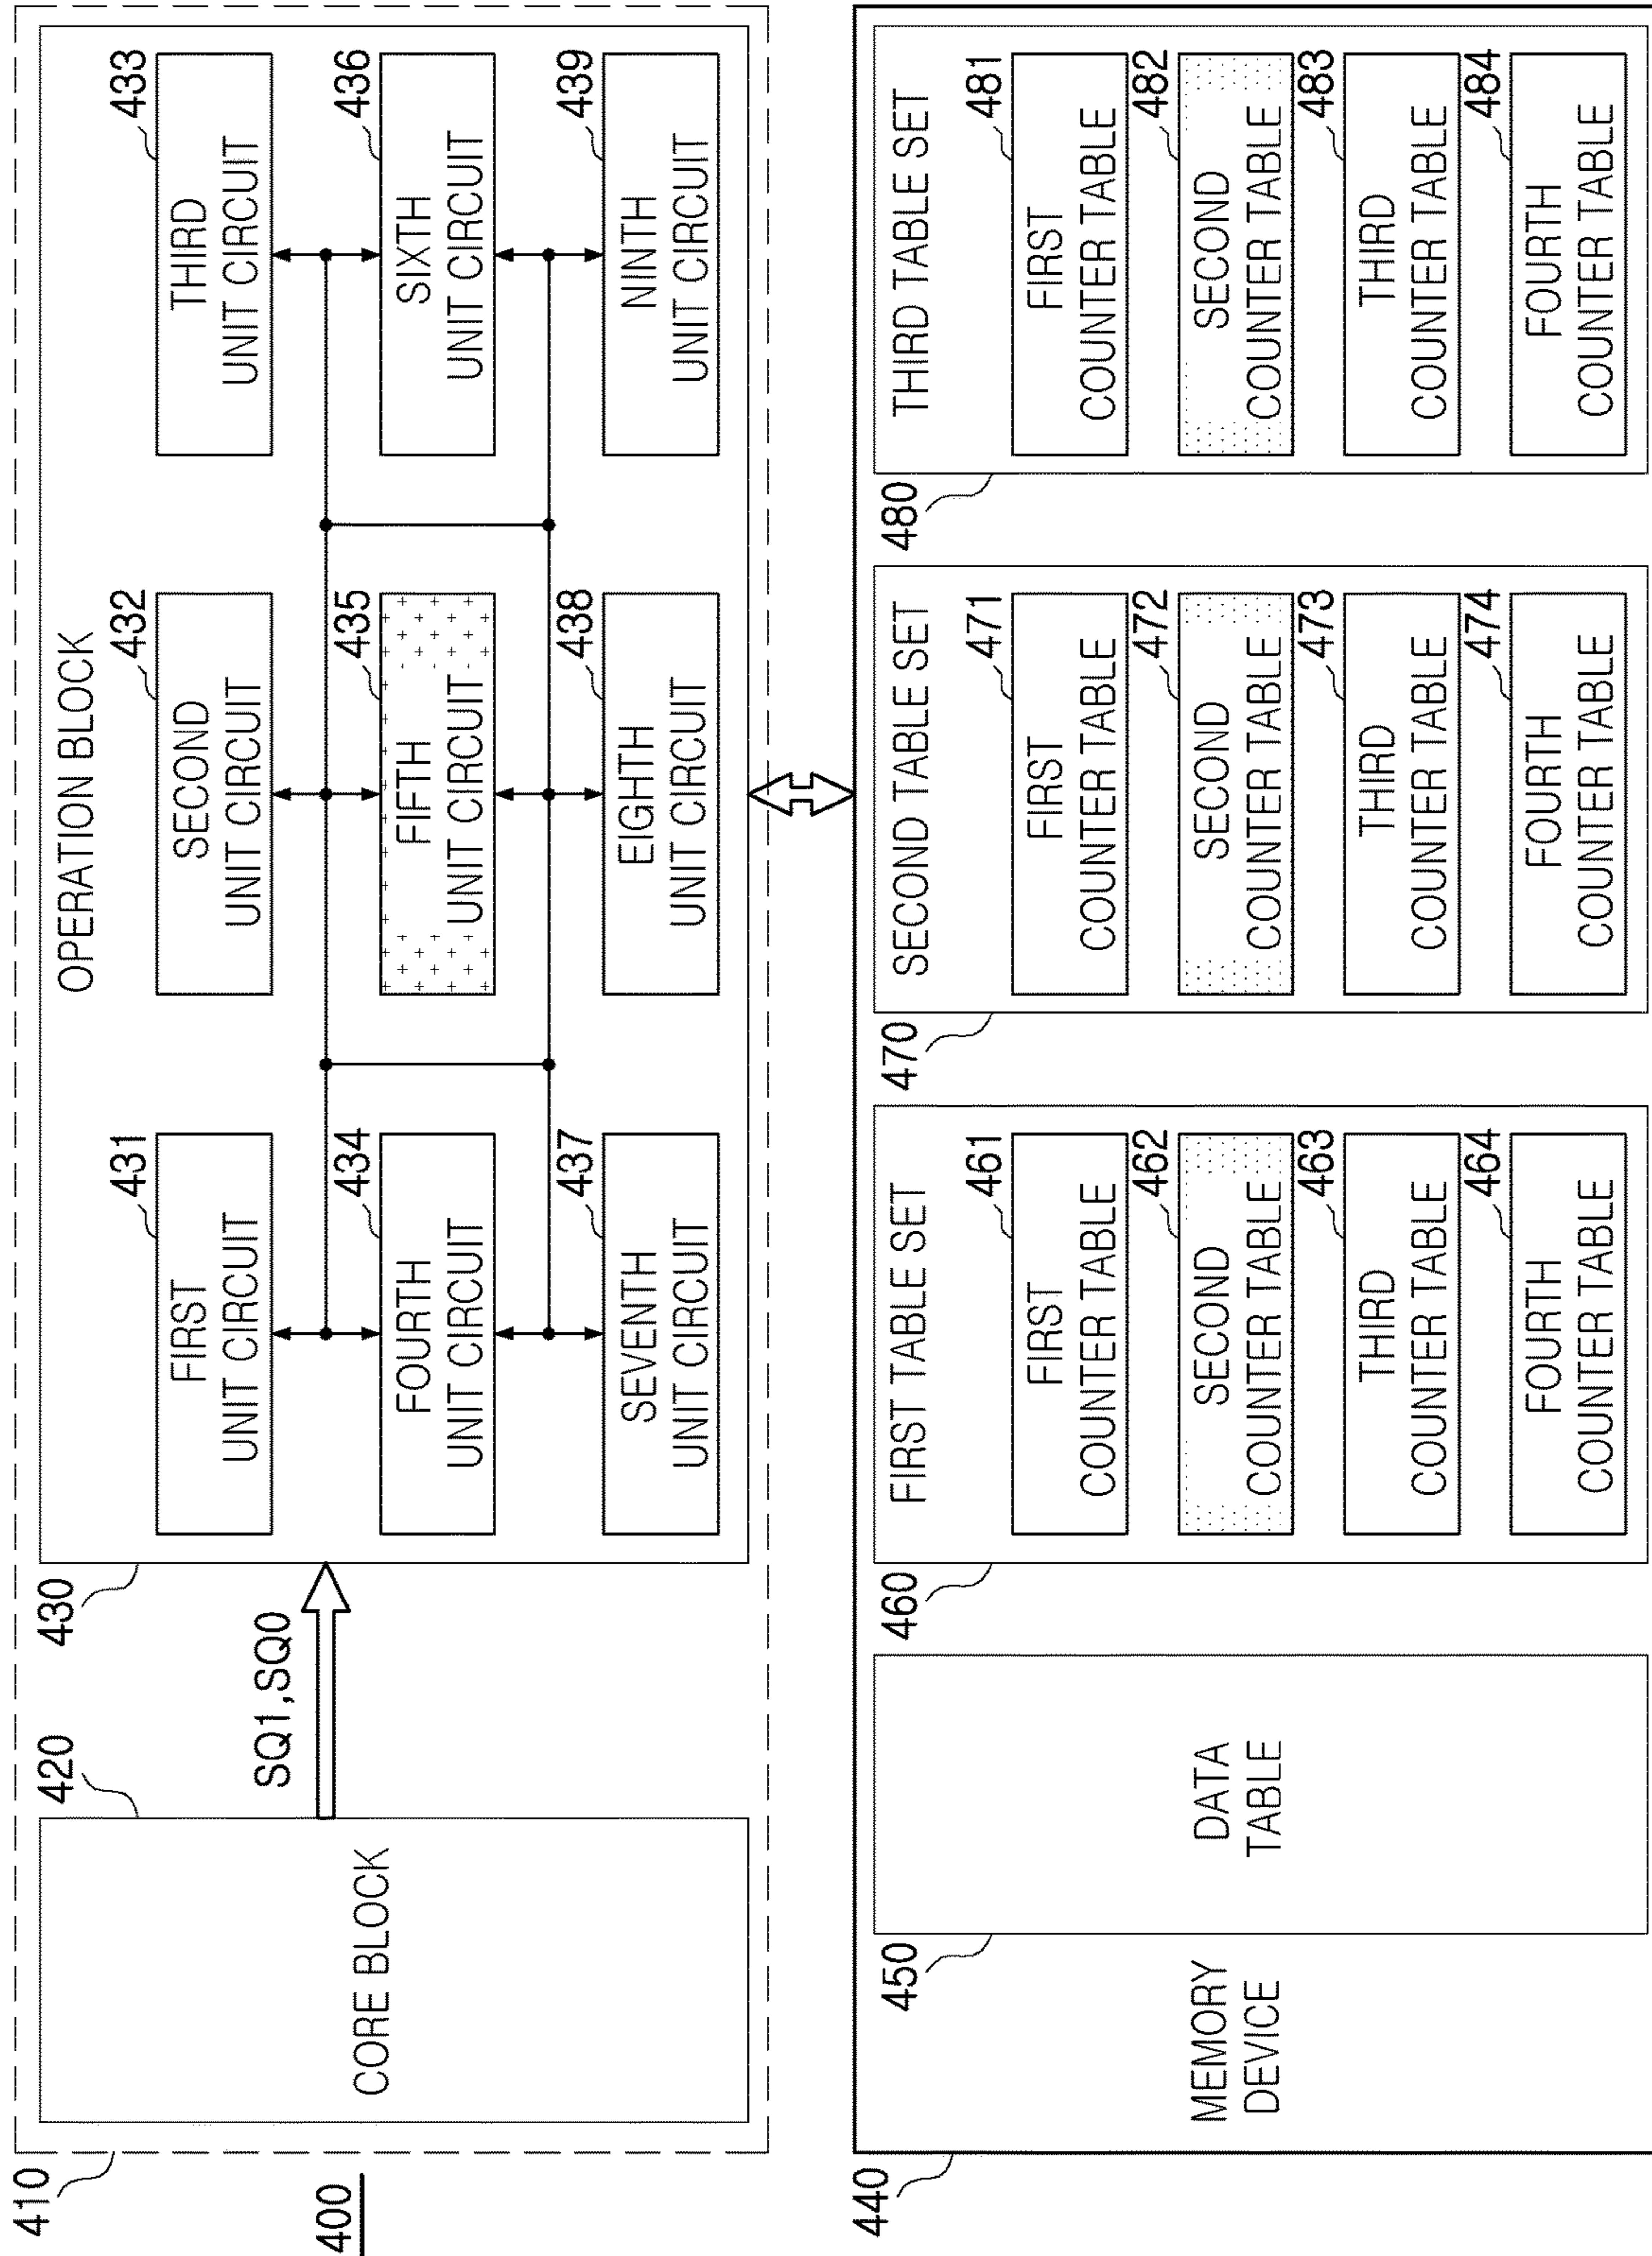 400
410
420
CORE BLOCK
SQ1,SQ0
430
OPERATION BLOCK
431
FIRST
UNIT CIRCUIT
432
SECOND
UNIT CIRCUIT
433
THIRD
UNIT CIRCUIT
434
FOURTH
UNIT CIRCUIT
435
FIFTH
UNIT CIRCUIT
436
SIXTH
UNIT CIRCUIT
437
SEVENTH
UNIT CIRCUIT
438
EIGHTH
UNIT CIRCUIT
439
NINTH
UNIT CIRCUIT
440
MEMORY
DEVICE
450
DATA
TABLE
460
FIRST TABLE SET
461
FIRST
COUNTER TABLE
462
SECOND
COUNTER TABLE
463
THIRD
COUNTER TABLE
464
FOURTH
COUNTER TABLE
470
SECOND TABLE SET
471
FIRST
COUNTER TABLE
472
SECOND
COUNTER TABLE
473
THIRD
COUNTER TABLE
474
FOURTH
COUNTER TABLE
480
THIRD TABLE SET
481
FIRST
COUNTER TABLE
482
SECOND
COUNTER TABLE
483
THIRD
COUNTER TABLE
484
FOURTH
COUNTER TABLE